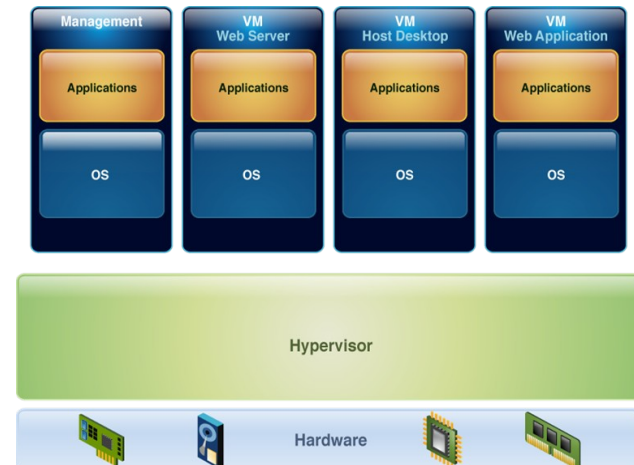 Management
VM
Web Server
VM
Host Desktop
VM
Web Application
Applications
Applications
Applications
Applications
OS
OS
OS
OS
Hypervisor
Hardware